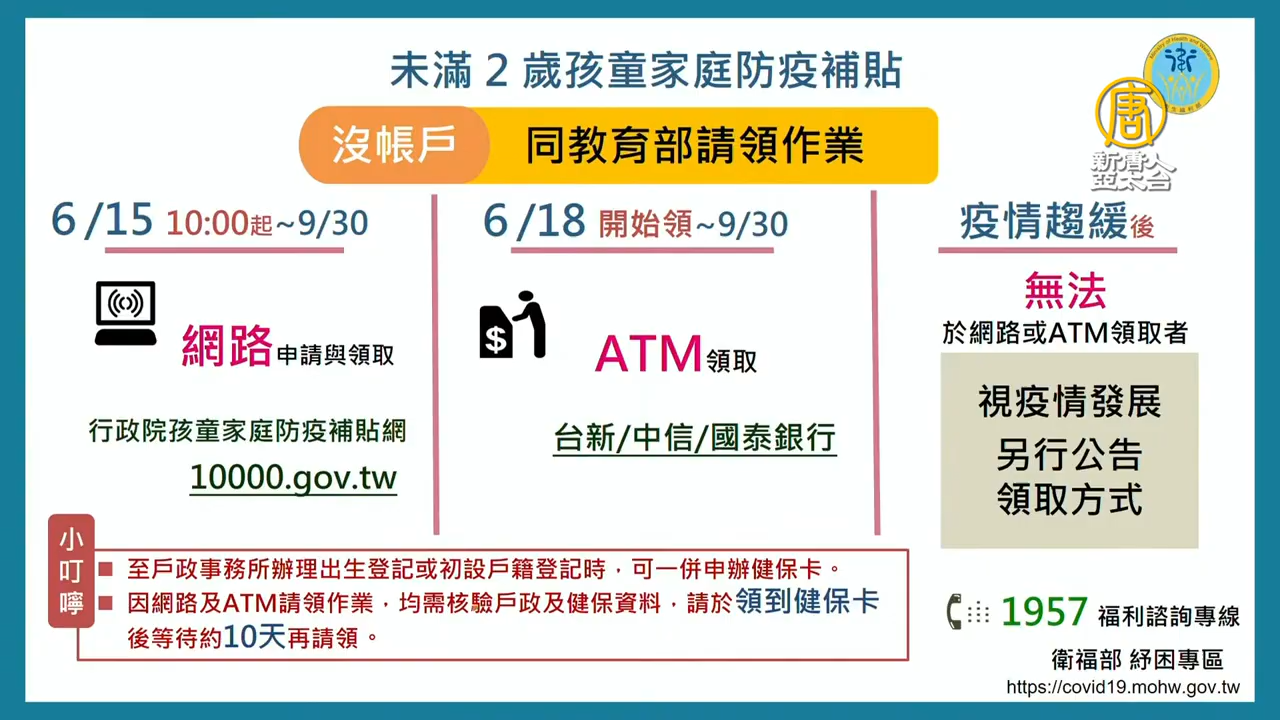 未滿 2 歲孩童家庭防疫補貼
唐
新唐人
亞太台
沒帳戶
同教育部請領作業
6/15 10:00起~9/30
網路申請與領取
行政院孩童家庭防疫補貼網
10000.gov.tw
6/18 開始領~9/30
$
ATM領取
台新/中信/國泰銀行
疫情趨緩後
無法
於網路或ATM領取者
視疫情發展
另行公告
領取方式
小叮嚀
■ 至戶政事務所辦理出生登記或初設戶籍登記時，可一併申辦健保卡。
■ 因網路及ATM請領作業，均需核驗戶政及健保資料，請於領到健保卡
後等待約10天再請領。
1957 福利諮詢專線
衛福部 紓困專區
https://covid19.mohw.gov.tw